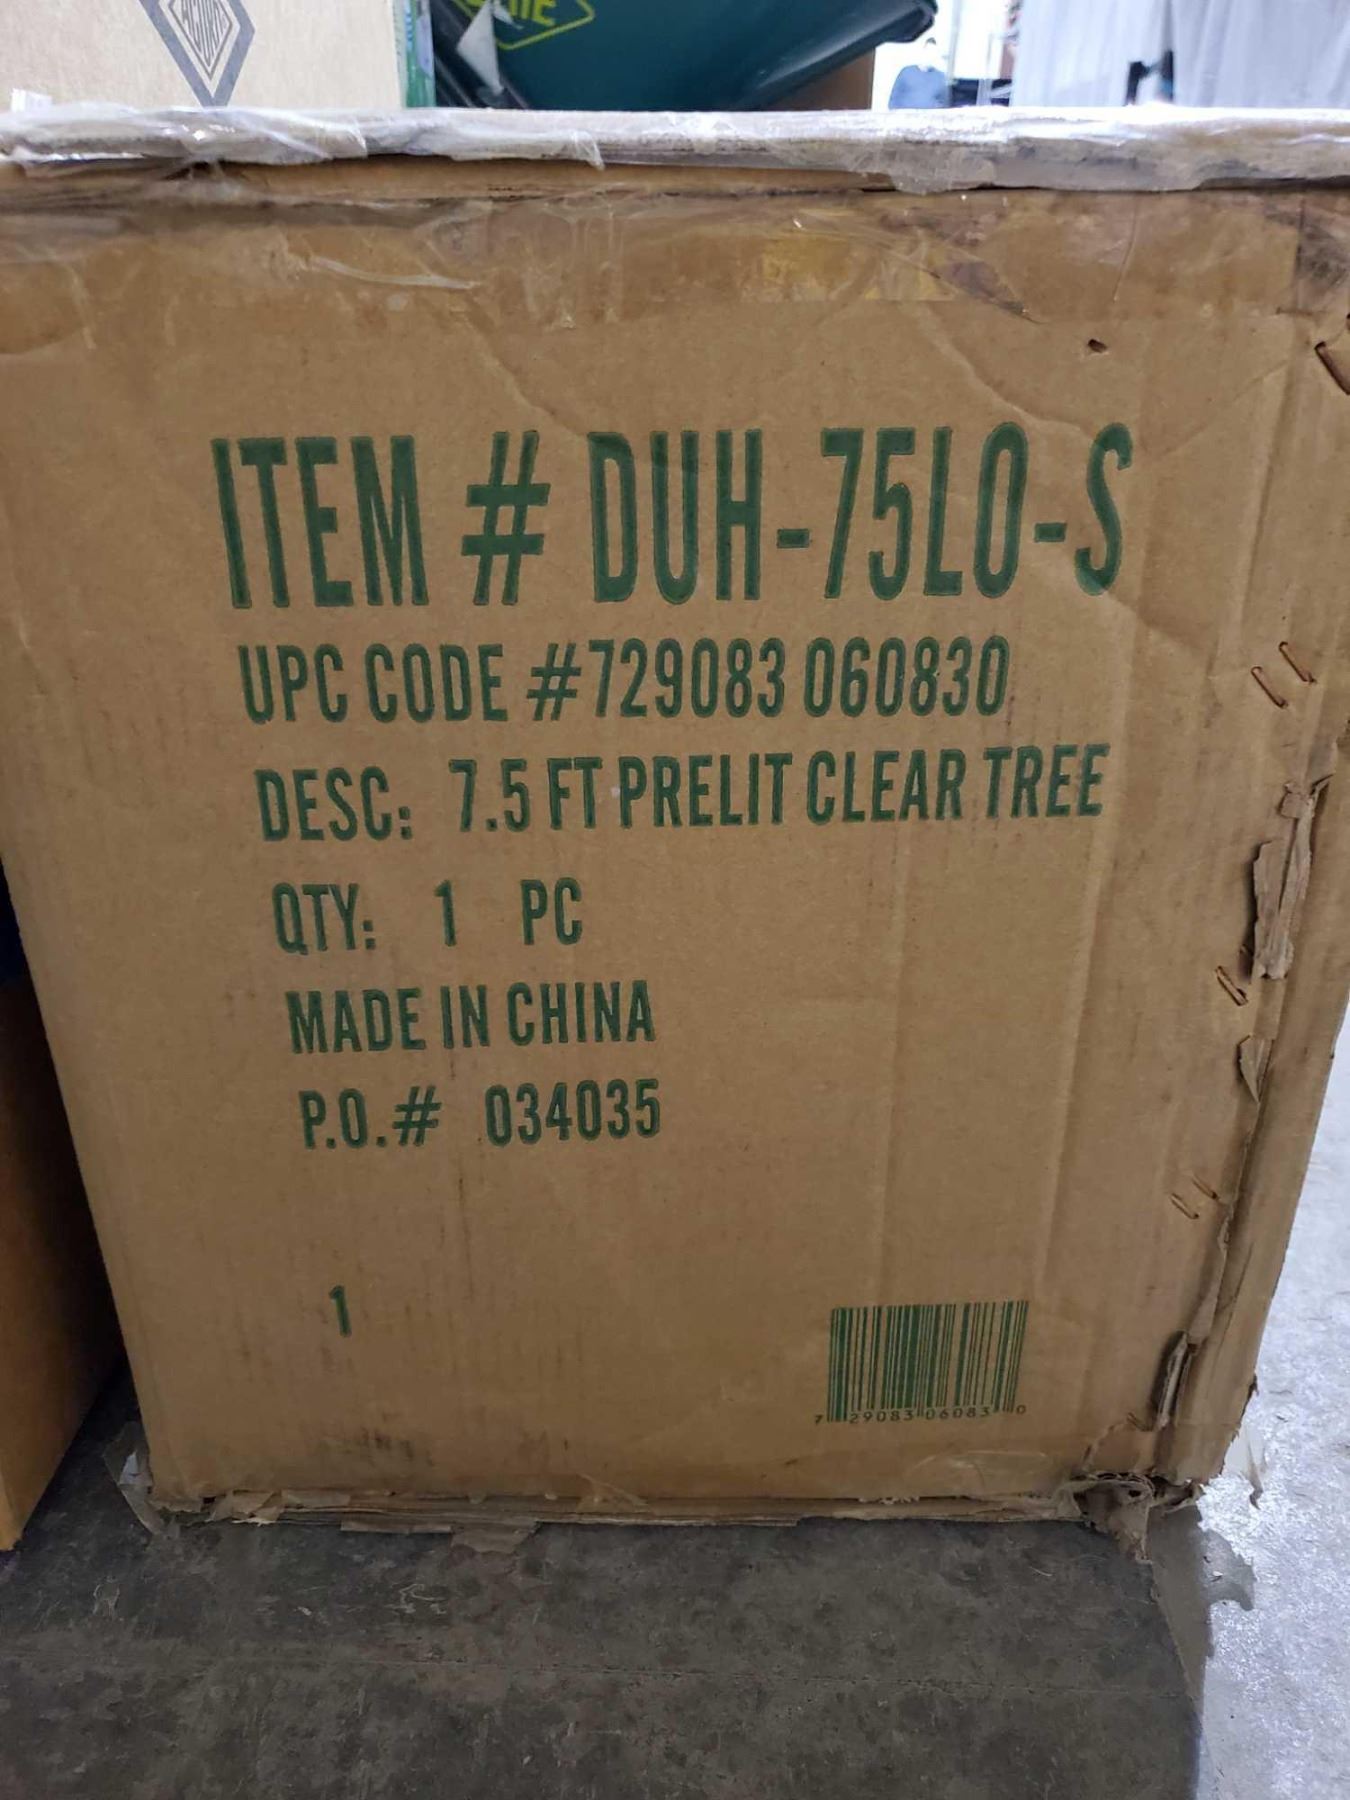 ITEM # DUH-75LO-S
UPC CODE #729083 060830
DESC: 7.5 FT PRELIT CLEAR TREE
QTY: 1 PC
MADE IN CHINA
P.O.# 034035
1
7 29083 06083 0